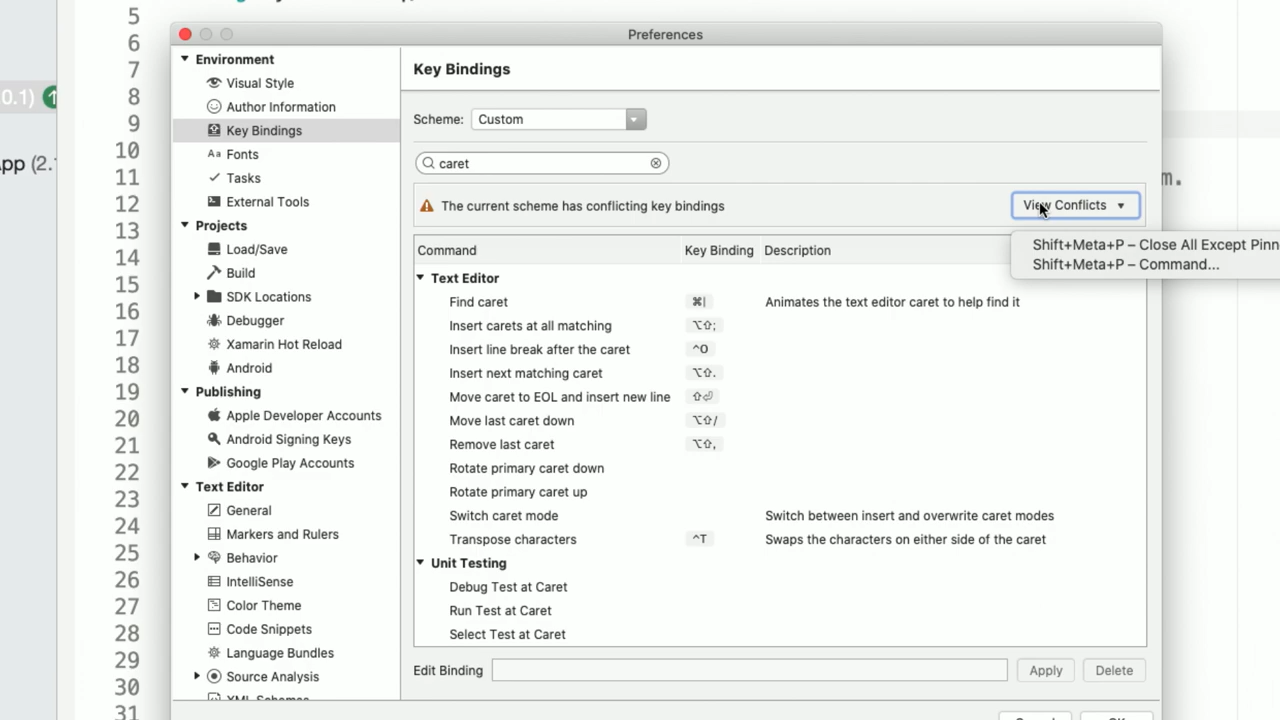 5
6
7
8
9
10
11
12
13
14
15
16
17
18
19
20
21
22
23
24
25
26
27
28
29
30
31
0.1)
App (2.
m.
Preferences
Environment
Visual Style
Author Information
Key Bindings
Aa Fonts
Tasks
External Tools
Projects
Load/Save
Build
SDK Locations
Debugger
Xamarin Hot Reload
Android
Publishing
Apple Developer Accounts
Android Signing Keys
Google Play Accounts
Text Editor
General
Markers and Rulers
Behavior
IntelliSense
Color Theme
Code Snippets
Language Bundles
Source Analysis
XML Schemas
Key Bindings
Scheme: Custom
caret
The current scheme has conflicting key bindings
View Conflicts
Shift+Meta+P – Close All Except Pinn
Shift+Meta+P – Command...
Command Key Binding Description
Text Editor
Find caret ⌘| Animates the text editor caret to help find it
Insert carets at all matching ⌥⇧;
Insert line break after the caret ^O
Insert next matching caret ⌥⇧.
Move caret to EOL and insert new line ⇧⏎
Move last caret down ⌥⇧/
Remove last caret ⌥⇧,
Rotate primary caret down
Rotate primary caret up
Switch caret mode Switch between insert and overwrite caret modes
Transpose characters ^T Swaps the characters on either side of the caret
Unit Testing
Debug Test at Caret
Run Test at Caret
Select Test at Caret
Edit Binding
Apply
Delete